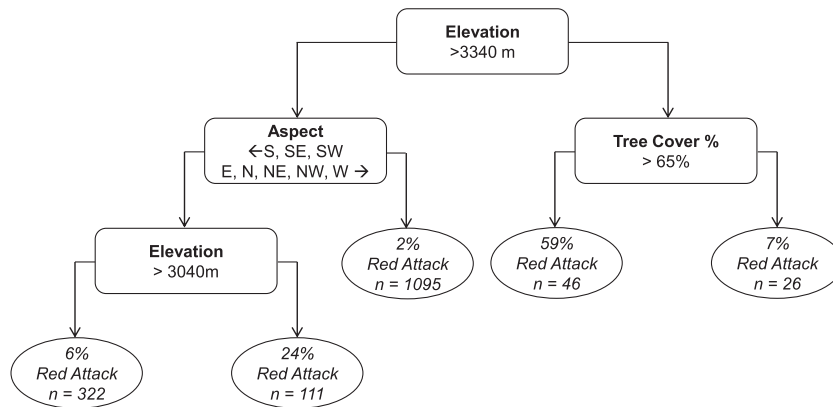 Elevation
>3340 m
Aspect
←S, SE, SW
E, N, NE, NW, W →
Tree Cover %
> 65%
Elevation
> 3040m
2%
Red Attack
n = 1095
59%
Red Attack
n = 46
7%
Red Attack
n = 26
6%
Red Attack
n = 322
24%
Red Attack
n = 111